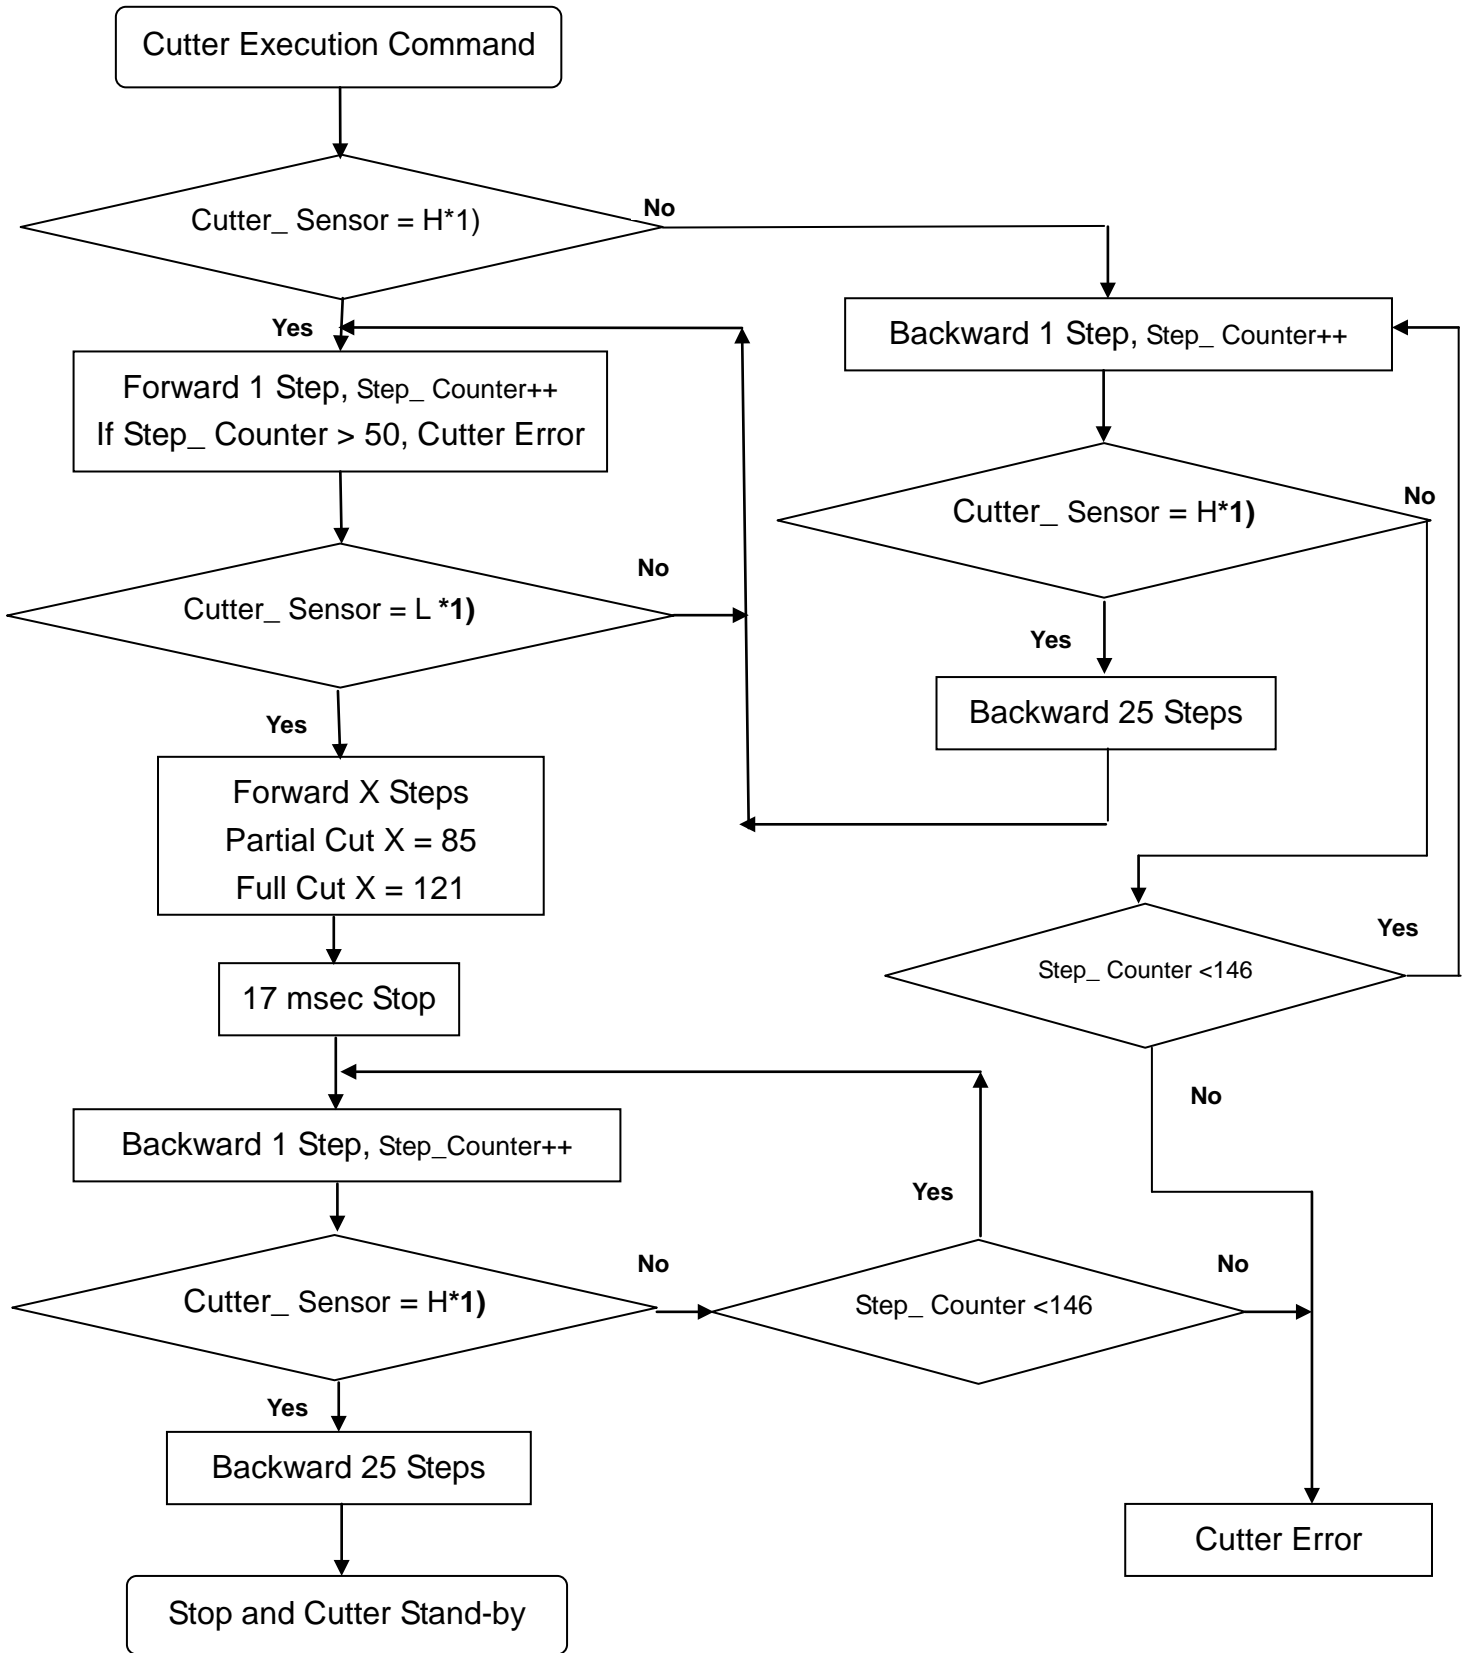 Cutter Execution Command
Cutter_ Sensor = H*1)
No
Yes
Backward 1 Step, Step_ Counter++
Forward 1 Step, Step_ Counter++
If Step_ Counter > 50, Cutter Error
Cutter_ Sensor = H*1)
No
No
Cutter_ Sensor = L *1)
Yes
Backward 25 Steps
Yes
Forward X Steps
Partial Cut X = 85
Full Cut X = 121
Yes
Step_ Counter <146
17 msec Stop
No
Backward 1 Step, Step_Counter++
Yes
No
No
Cutter_ Sensor = H*1)
Step_ Counter <146
Yes
Backward 25 Steps
Cutter Error
Stop and Cutter Stand-by